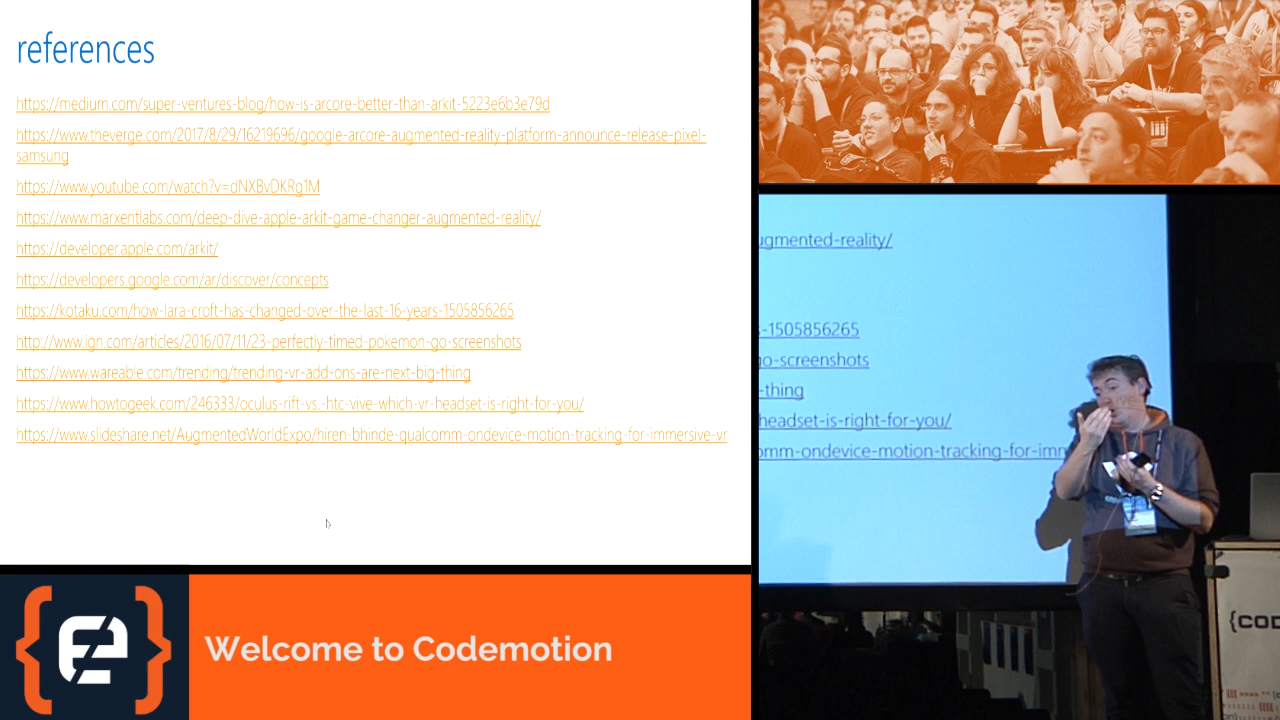 references
https://medium.com/super-ventures-blog/how-is-arcore-better-than-arkit-5223e6b3e79d
https://www.theverge.com/2017/8/29/16219696/google-arcore-augmented-reality-platform-announce-release-pixel-
samsung
https://www.youtube.com/watch?v=dNXBvDKRg1M
https://www.marxentlabs.com/deep-dive-apple-arkit-game-changer-augmented-reality/
https://developer.apple.com/arkit/
https://developers.google.com/ar/discover/concepts
https://kotaku.com/how-lara-croft-has-changed-over-the-last-16-years-1505856265
http://www.ign.com/articles/2016/07/11/23-perfectly-timed-pokemon-go-screenshots
https://www.wareable.com/trending/trending-vr-add-ons-are-next-big-thing
https://www.howtogeek.com/246333/oculus-rift-vs.-htc-vive-which-vr-headset-is-right-for-you/
https://www.slideshare.net/AugmentedWorldExpo/hiren-bhinde-qualcomm-ondevice-motion-tracking-for-immersive-vr
ugmented-reality/
s-1505856265
go-screenshots
-thing
headset-is-right-for-you/
omm-ondevice-motion-tracking-for-imm
{COD
Welcome to Codemotion